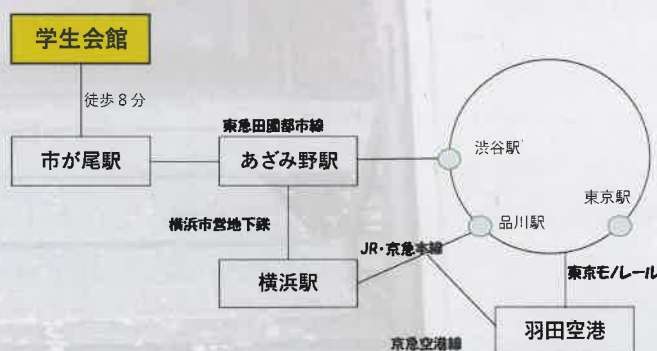 学生会館
徒歩8分
東急田園都市線
市が尾駅
あざみ野駅
渋谷駅
東京駅
品川駅
横浜市営地下鉄
JR・京急本線
横浜駅
東京モノレール
羽田空港
京急空港線